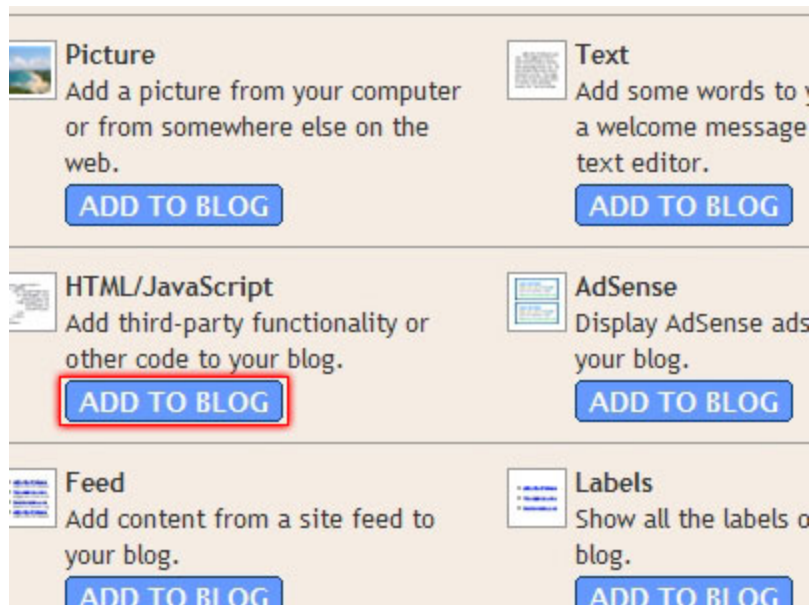 Picture
Add a picture from your computer
or from somewhere else on the
web.
ADD TO BLOG
Text
Add some words to
a welcome message
text editor.
ADD TO BLOG
HTML/JavaScript
Add third-party functionality or
other code to your blog.
ADD TO BLOG
AdSense
Display AdSense ads
your blog.
ADD TO BLOG
Feed
Add content from a site feed to
your blog.
ADD TO BLOG
Labels
Show all the labels
blog.
ADD TO BLOG